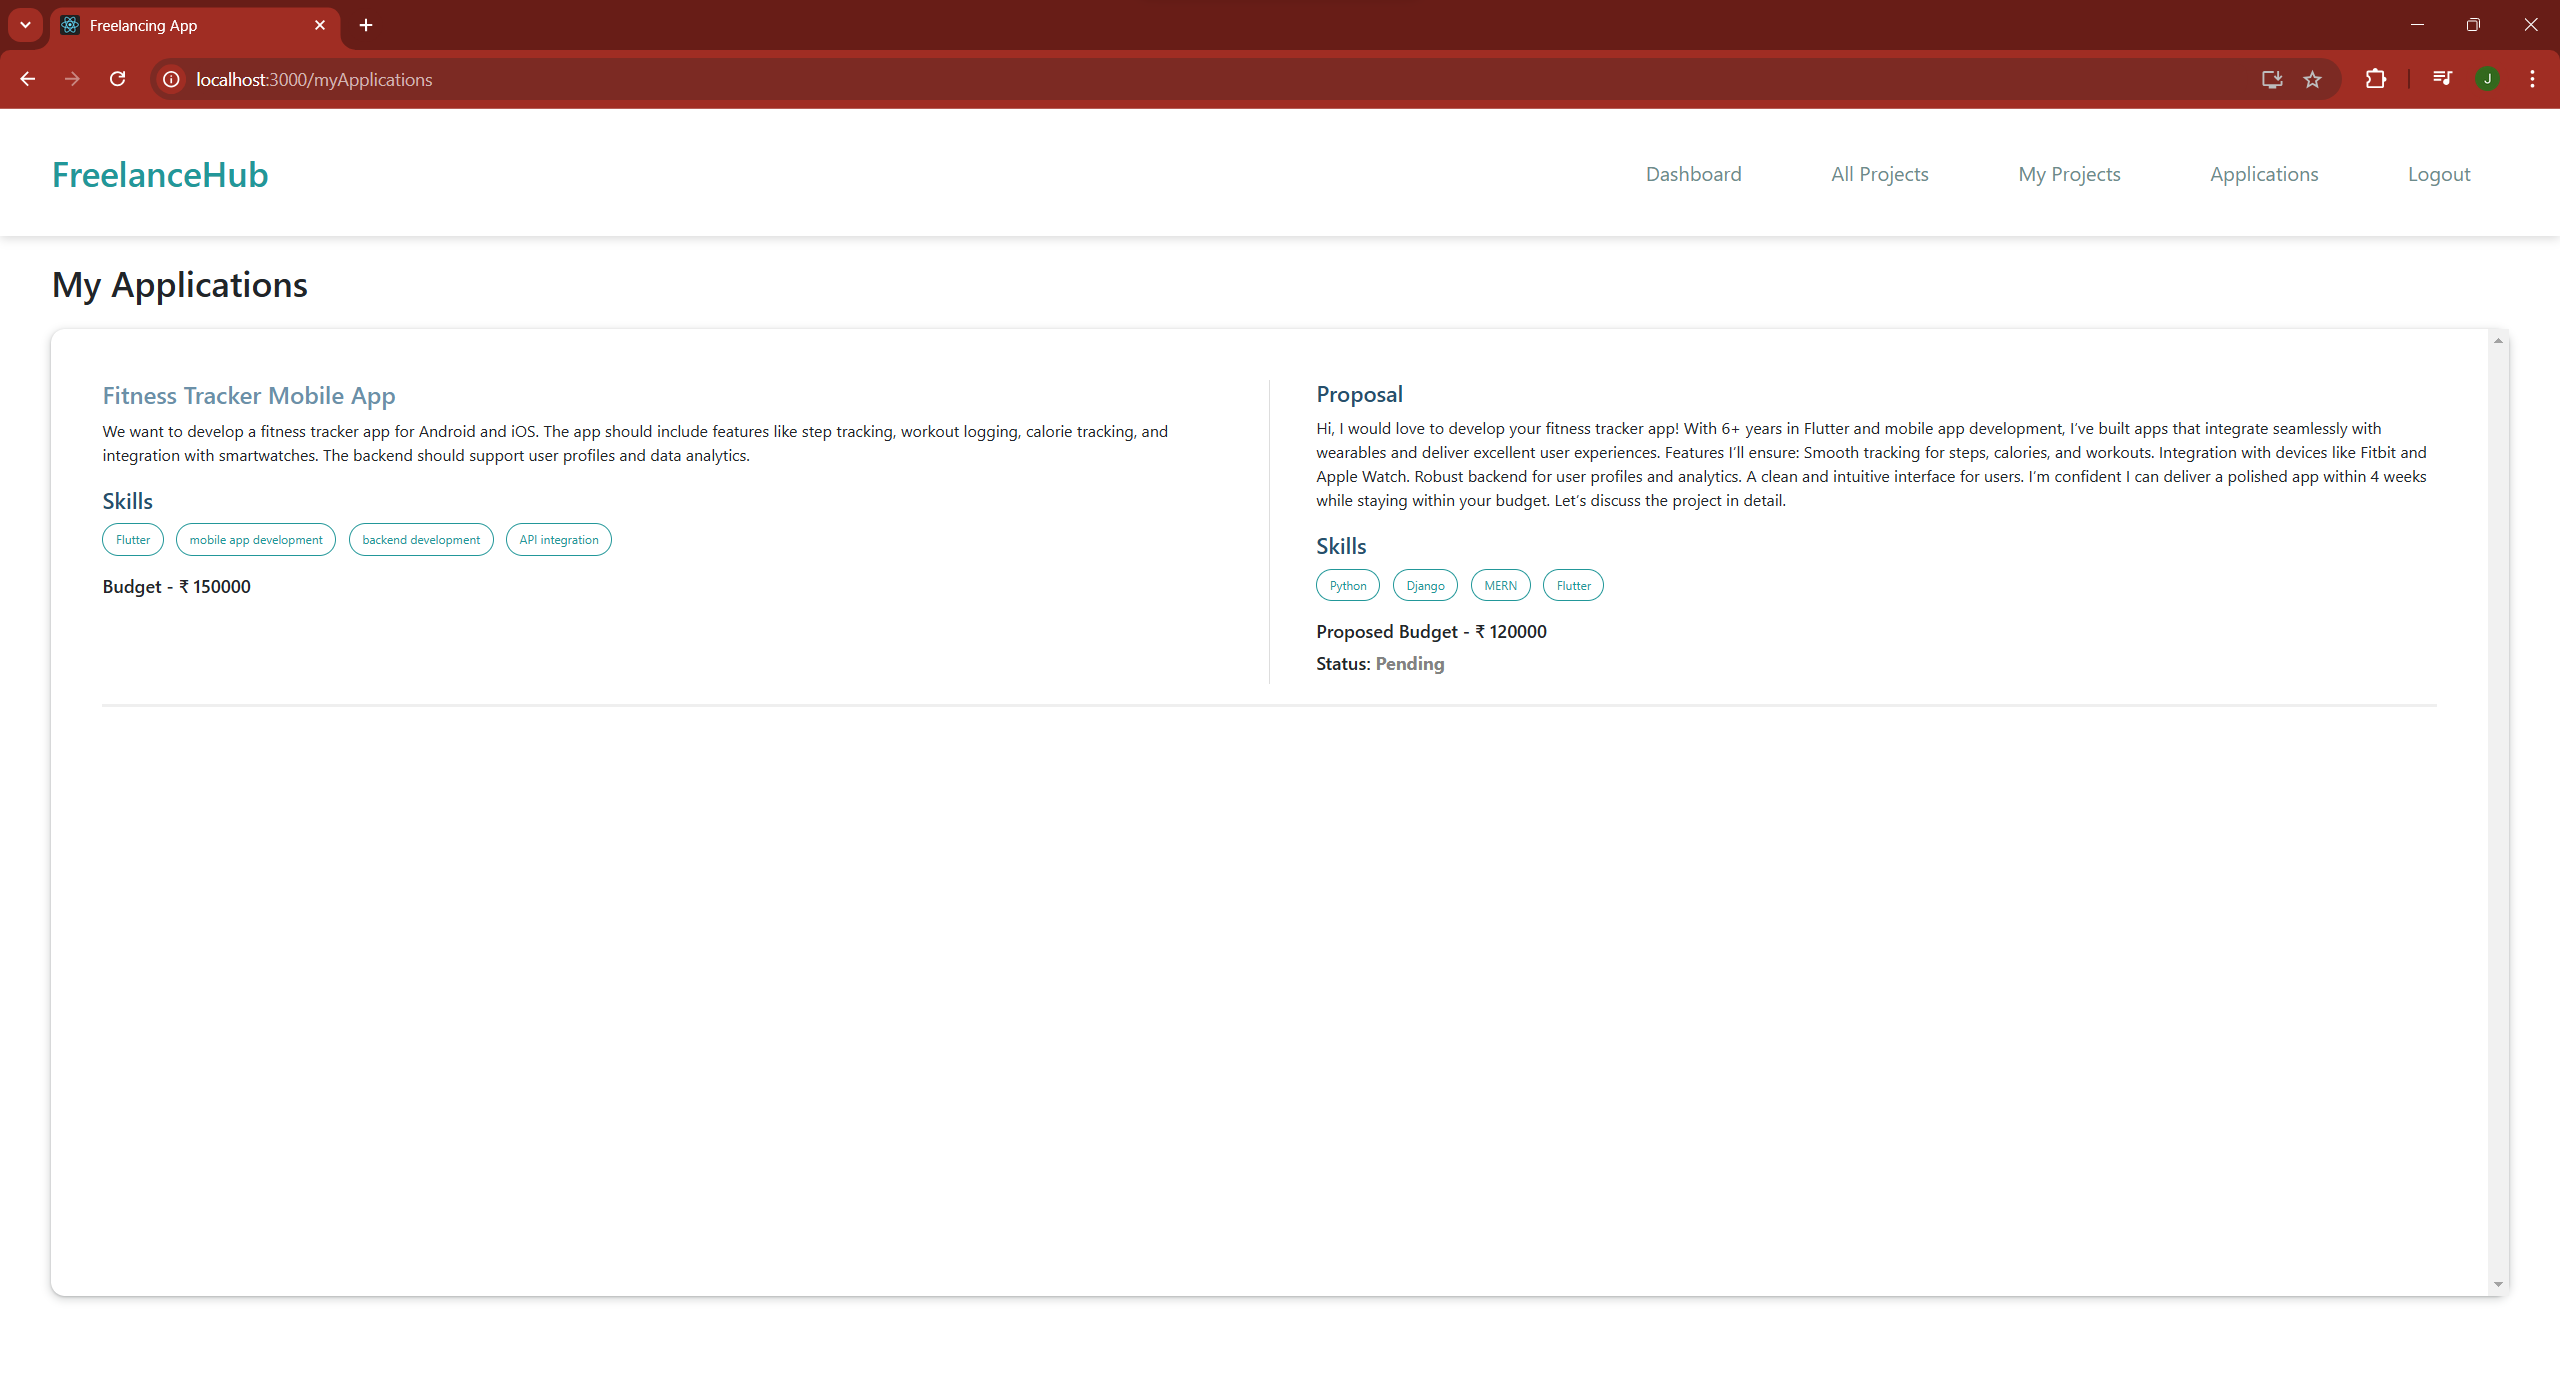 Freelancing App
localhost:3000/myApplications
J
FreelanceHub
Dashboard
All Projects
My Projects
Applications
Logout
My Applications
Fitness Tracker Mobile App
We want to develop a fitness tracker app for Android and iOS. The app should include features like step tracking, workout logging, calorie tracking, and
integration with smartwatches. The backend should support user profiles and data analytics.
Skills
Flutter
mobile app development
backend development
API integration
Budget - ₹ 150000
Proposal
Hi, I would love to develop your fitness tracker app! With 6+ years in Flutter and mobile app development, I’ve built apps that integrate seamlessly with
wearables and deliver excellent user experiences. Features I’ll ensure: Smooth tracking for steps, calories, and workouts. Integration with devices like Fitbit and
Apple Watch. Robust backend for user profiles and analytics. A clean and intuitive interface for users. I’m confident I can deliver a polished app within 4 weeks
while staying within your budget. Let’s discuss the project in detail.
Skills
Python
Django
MERN
Flutter
Proposed Budget - ₹ 120000
Status: Pending